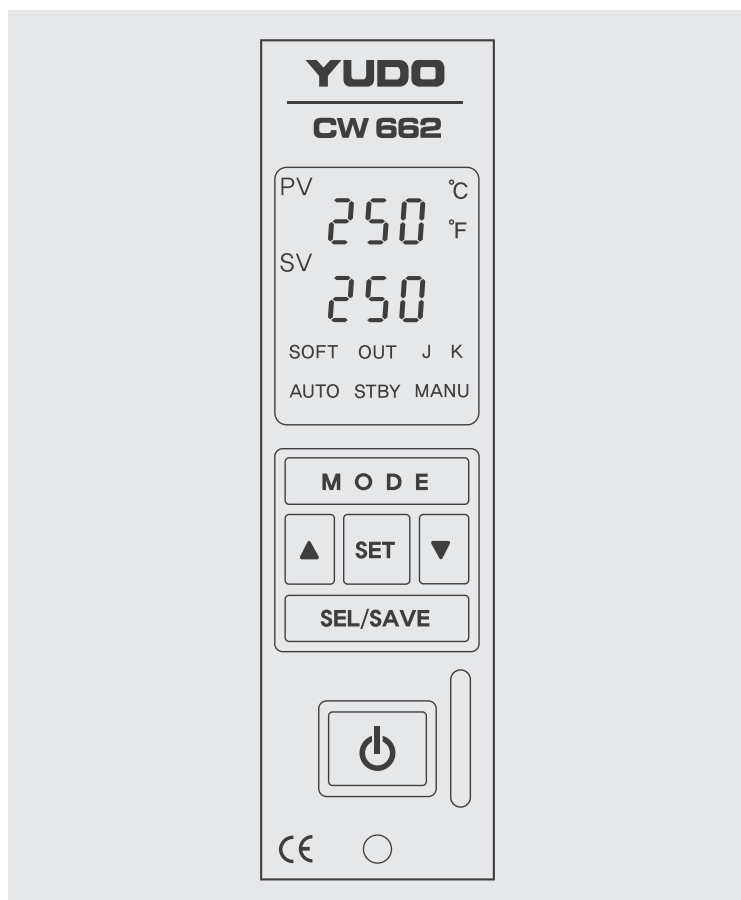 YUDO
CW 662
PV
°C
250
°F
SV
250
SOFT OUT J K
AUTO STBY MANU
MODE
▲ SET ▼
SEL/SAVE
CE